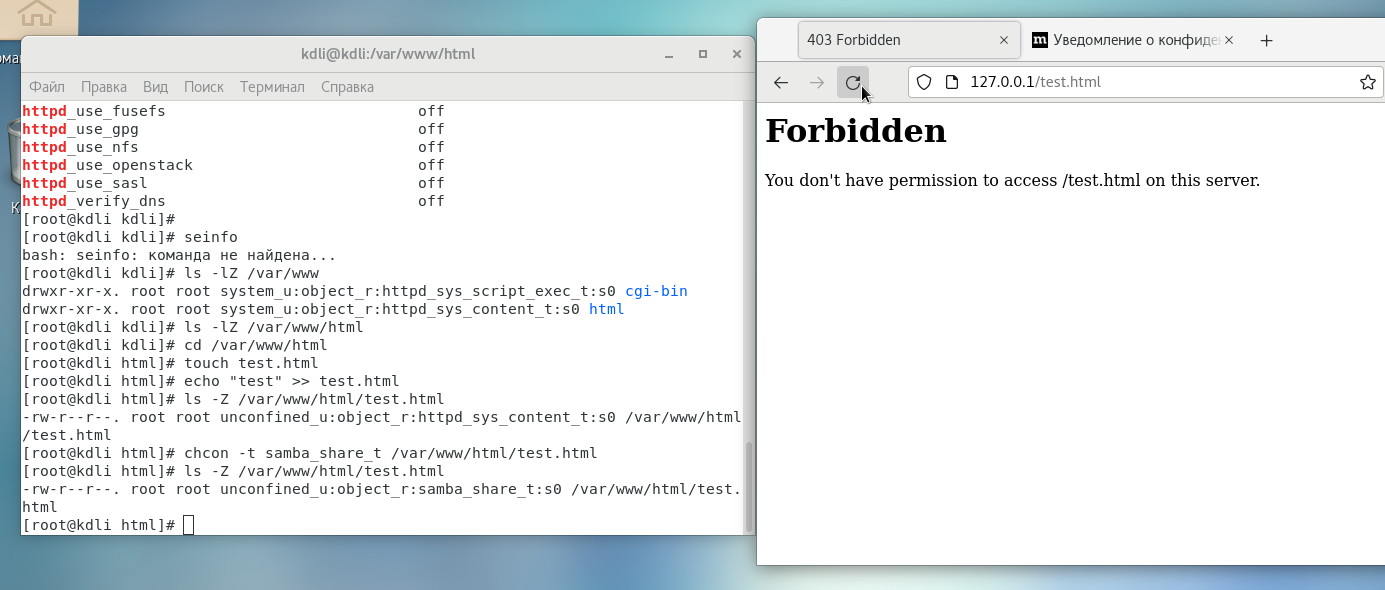 kdli@kdli:/var/www/html
Файл Правка Вид Поиск Терминал Справка
httpd_use_fusefs off
httpd_use_gpg off
httpd_use_nfs off
httpd_use_openstack off
httpd_use_sasl off
httpd_verify_dns off
[root@kdli kdli]#
[root@kdli kdli]# seinfo
bash: seinfo: команда не найдена...
[root@kdli kdli]# ls -lZ /var/www
drwxr-xr-x. root root system_u:object_r:httpd_sys_script_exec_t:s0 cgi-bin
drwxr-xr-x. root root system_u:object_r:httpd_sys_content_t:s0 html
[root@kdli kdli]# ls -lZ /var/www/html
[root@kdli kdli]# cd /var/www/html
[root@kdli html]# touch test.html
[root@kdli html]# echo "test" >> test.html
[root@kdli html]# ls -Z /var/www/html/test.html
-rw-r--r--. root root unconfined_u:object_r:httpd_sys_content_t:s0 /var/www/html
/test.html
[root@kdli html]# chcon -t samba_share_t /var/www/html/test.html
[root@kdli html]# ls -Z /var/www/html/test.html
-rw-r--r--. root root unconfined_u:object_r:samba_share_t:s0 /var/www/html/test.
html
[root@kdli html]#
403 Forbidden
m Уведомление о конфиде
127.0.0.1/test.html
Forbidden
You don't have permission to access /test.html on this server.